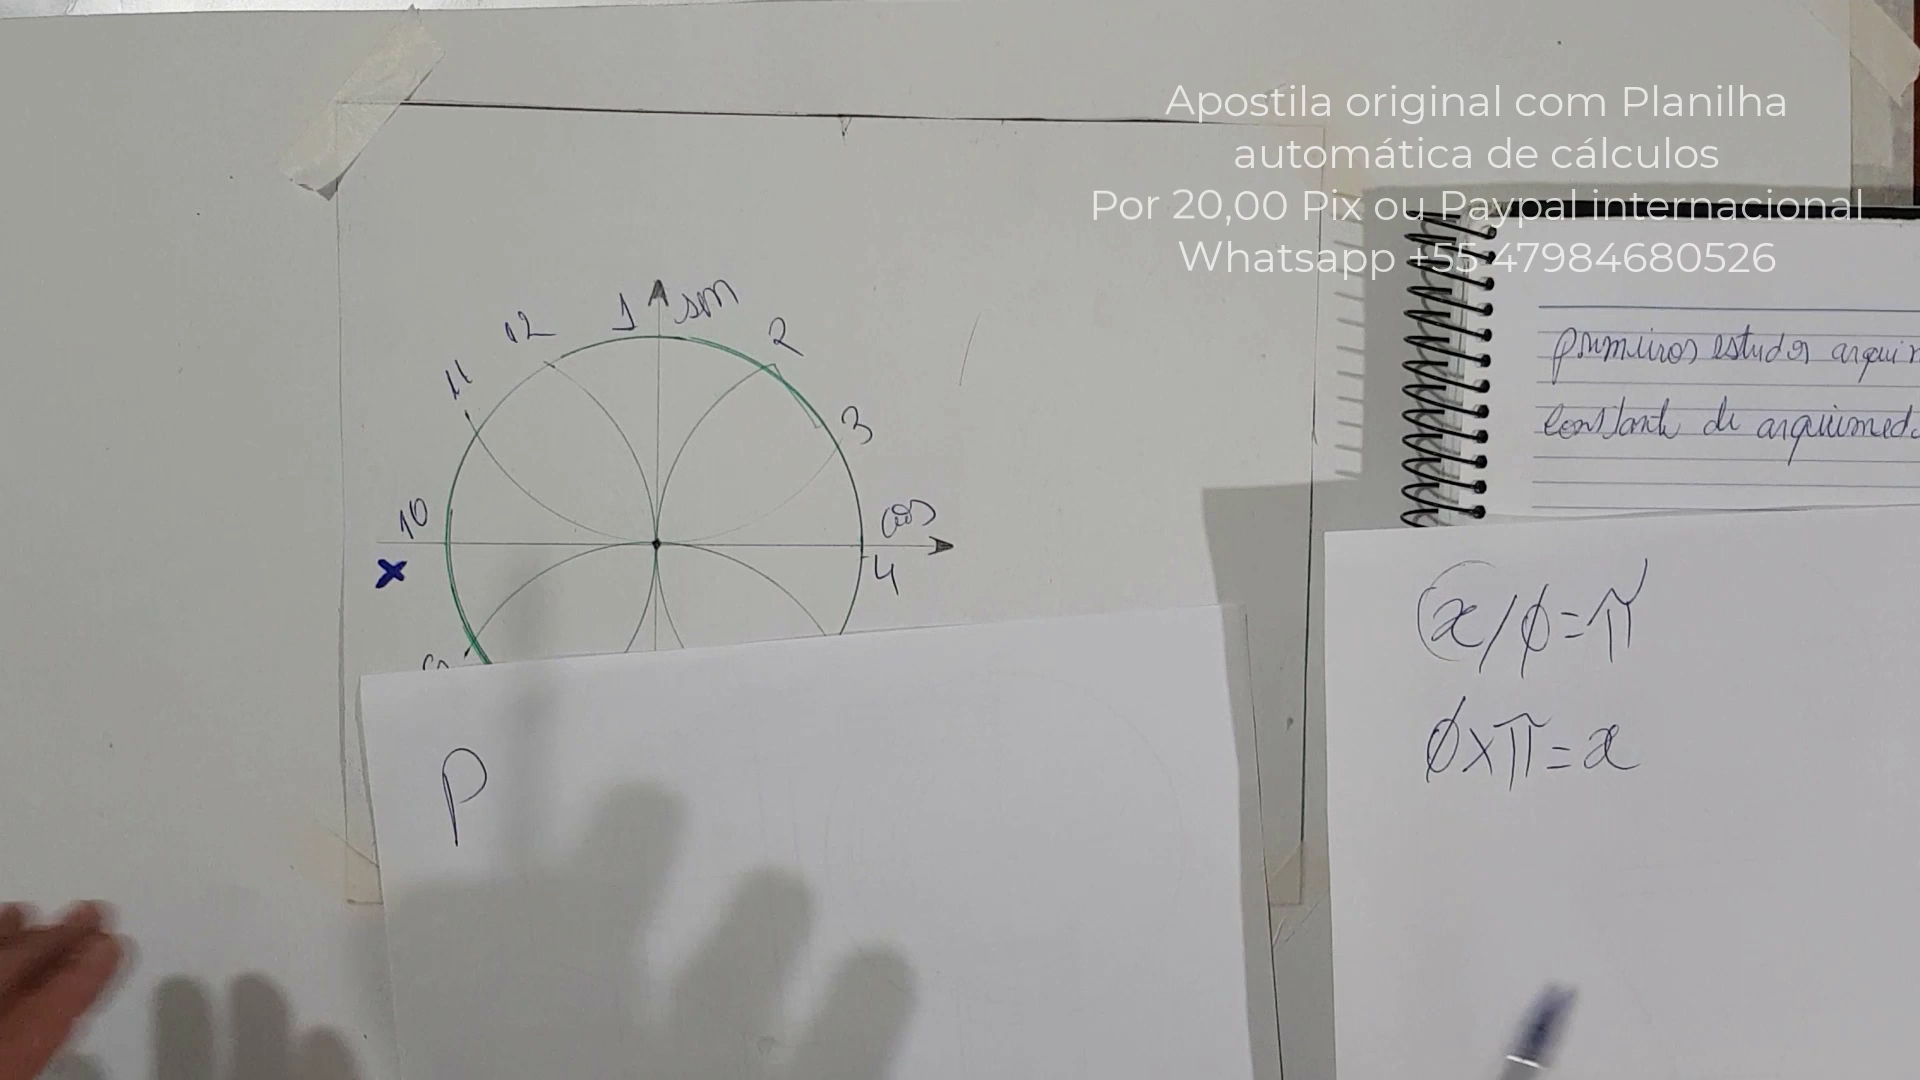 Apostila original com Planilha
automática de cálculos
Por 20,00 Pix ou Paypal internacional
Whatsapp +55 47984680526
12 1 sen 2
11 3
10 cos
x 4
primeiros estudos
constante de
x/ϕ=π
ϕxπ=x
P